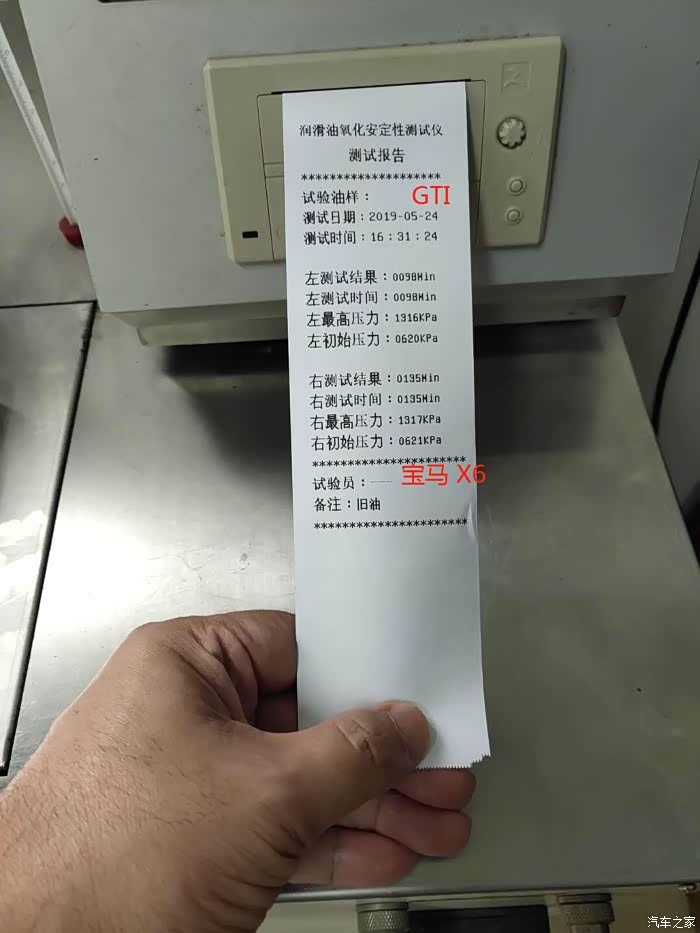 润滑油氧化安定性测试仪
测试报告
********************
试验油样： GTI
测试日期：2019-05-24
测试时间：16：31：24
左测试结果：0098Min
左测试时间：0098Min
左最高压力：1316KPa
左初始压力：0620KPa
右测试结果：0135Min
右测试时间：0135Min
右最高压力：1317KPa
右初始压力：0621KPa
**********************
试验员：—— 宝马 X6
备注：旧油
**********************
汽车之家